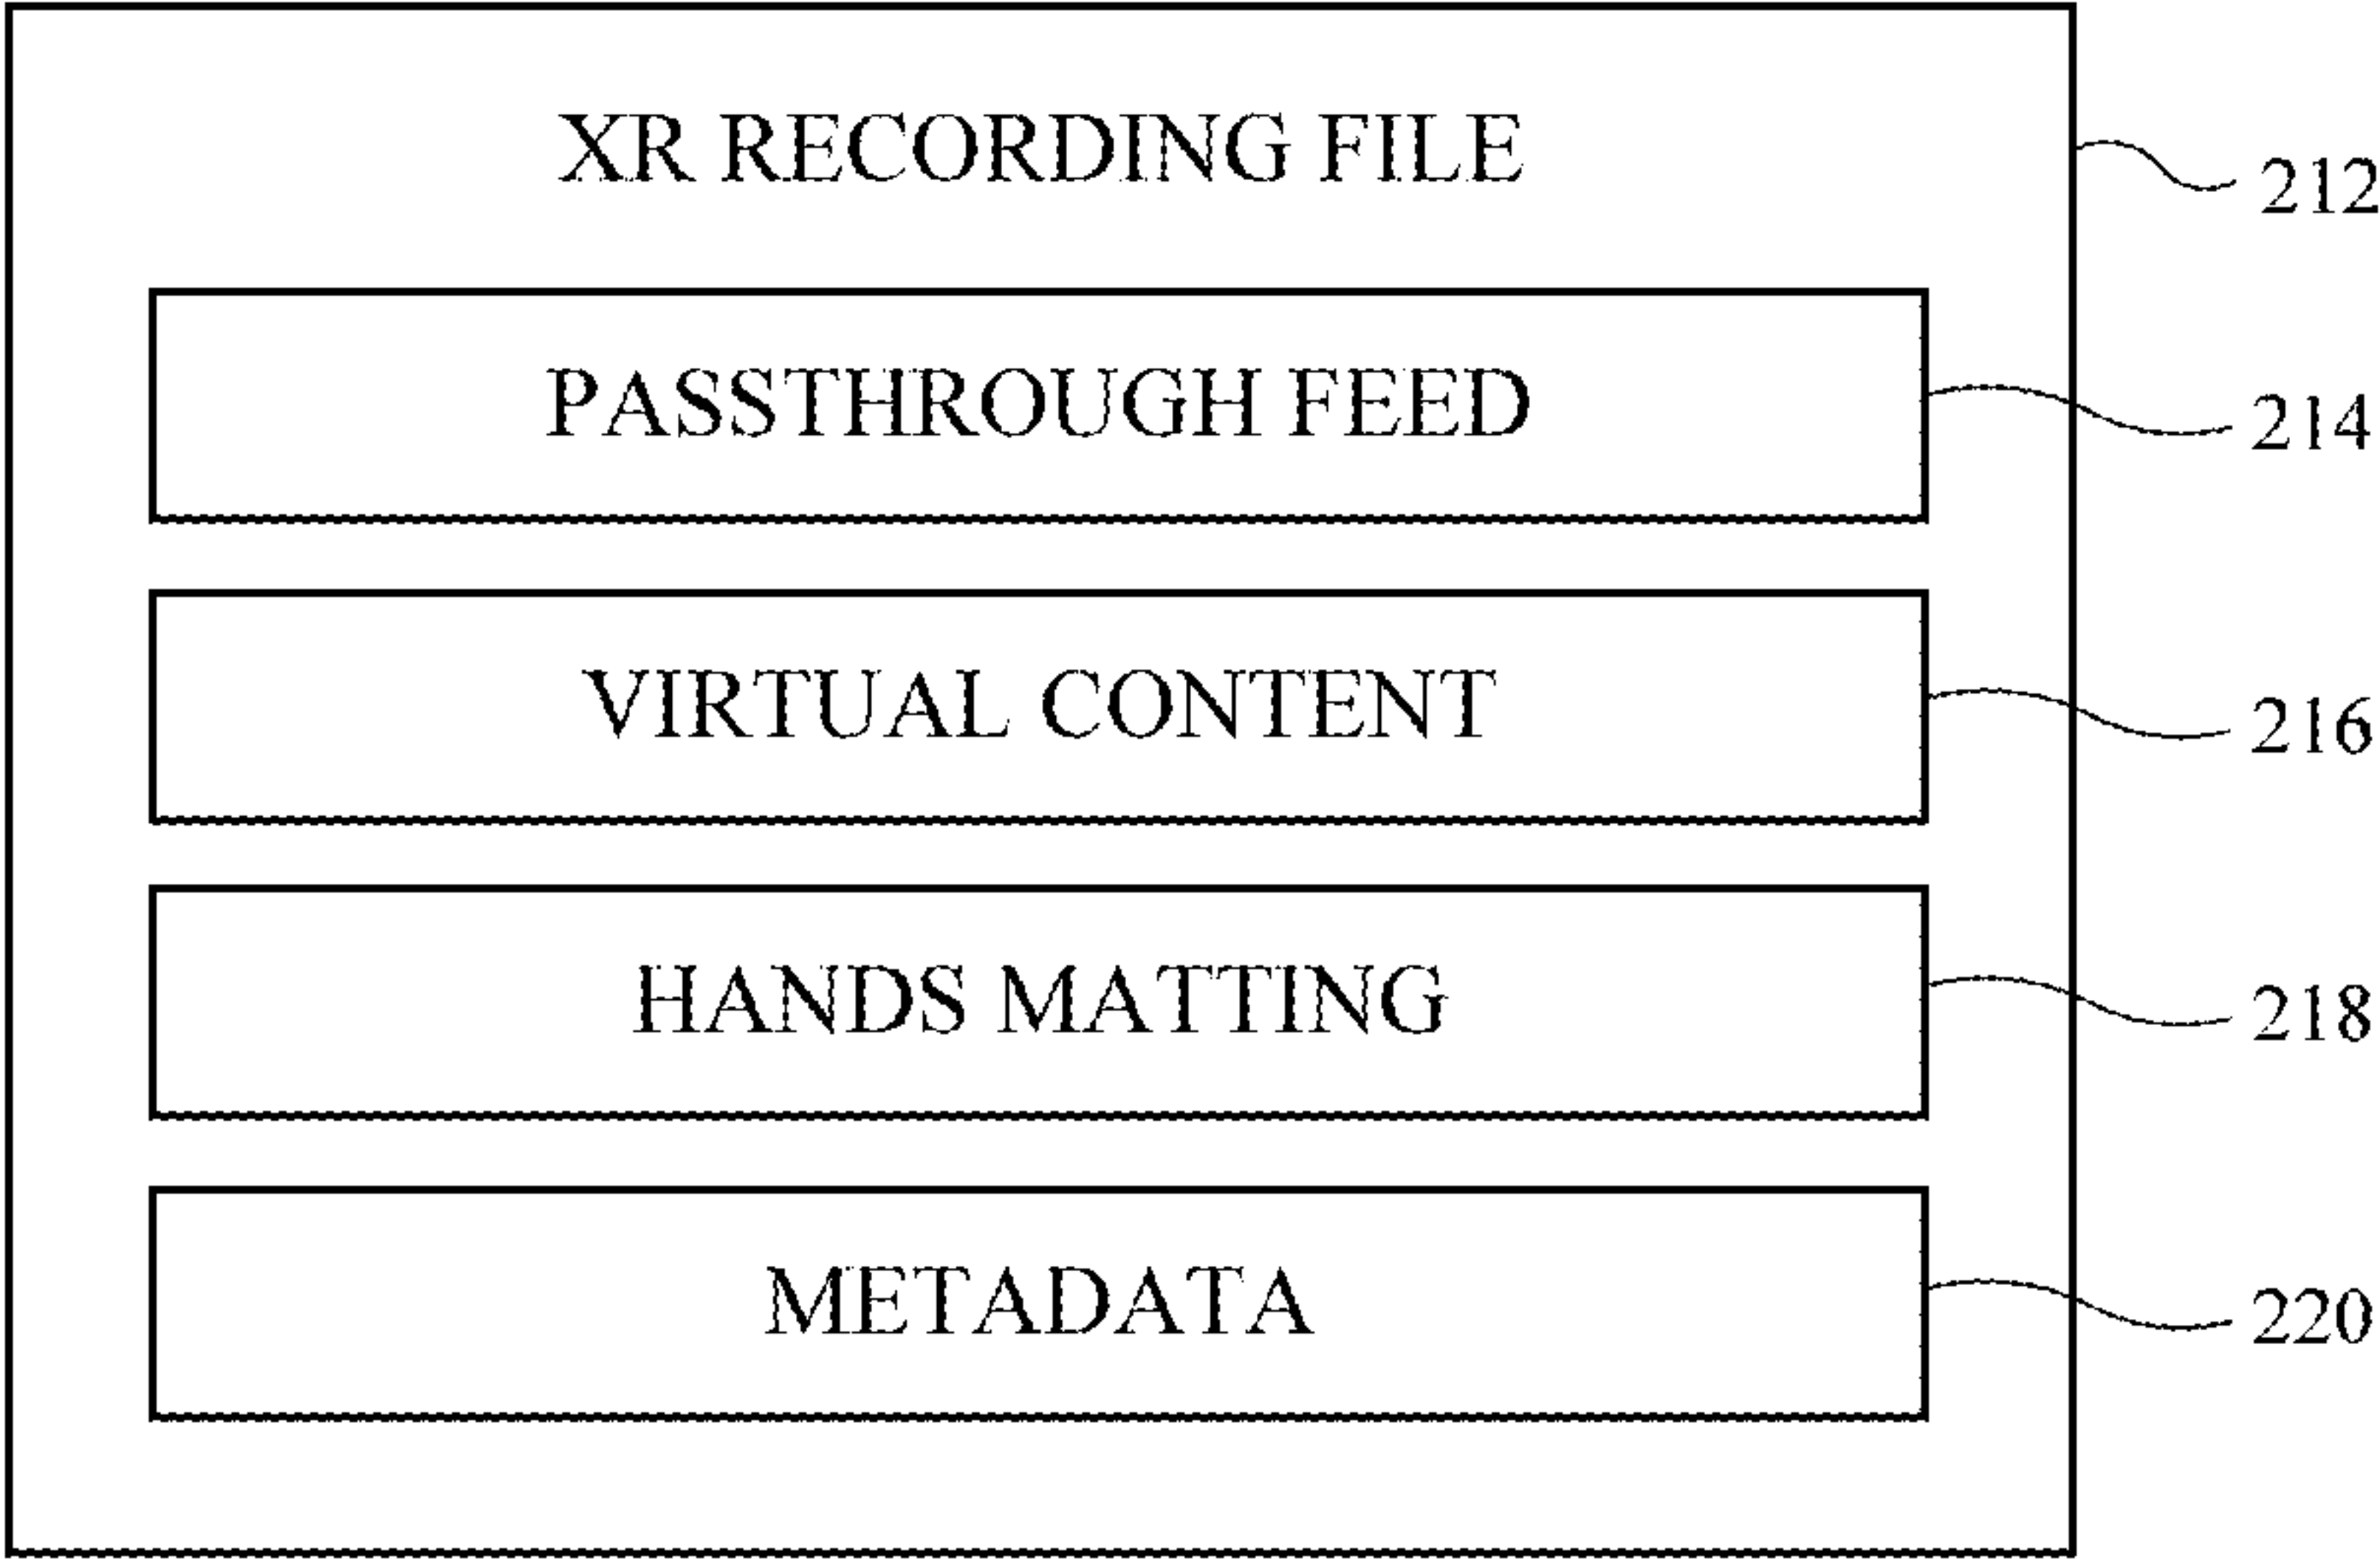 XR RECORDING FILE
212
PASSTHROUGH FEED
214
VIRTUAL CONTENT
216
HANDS MATTING
218
METADATA
220